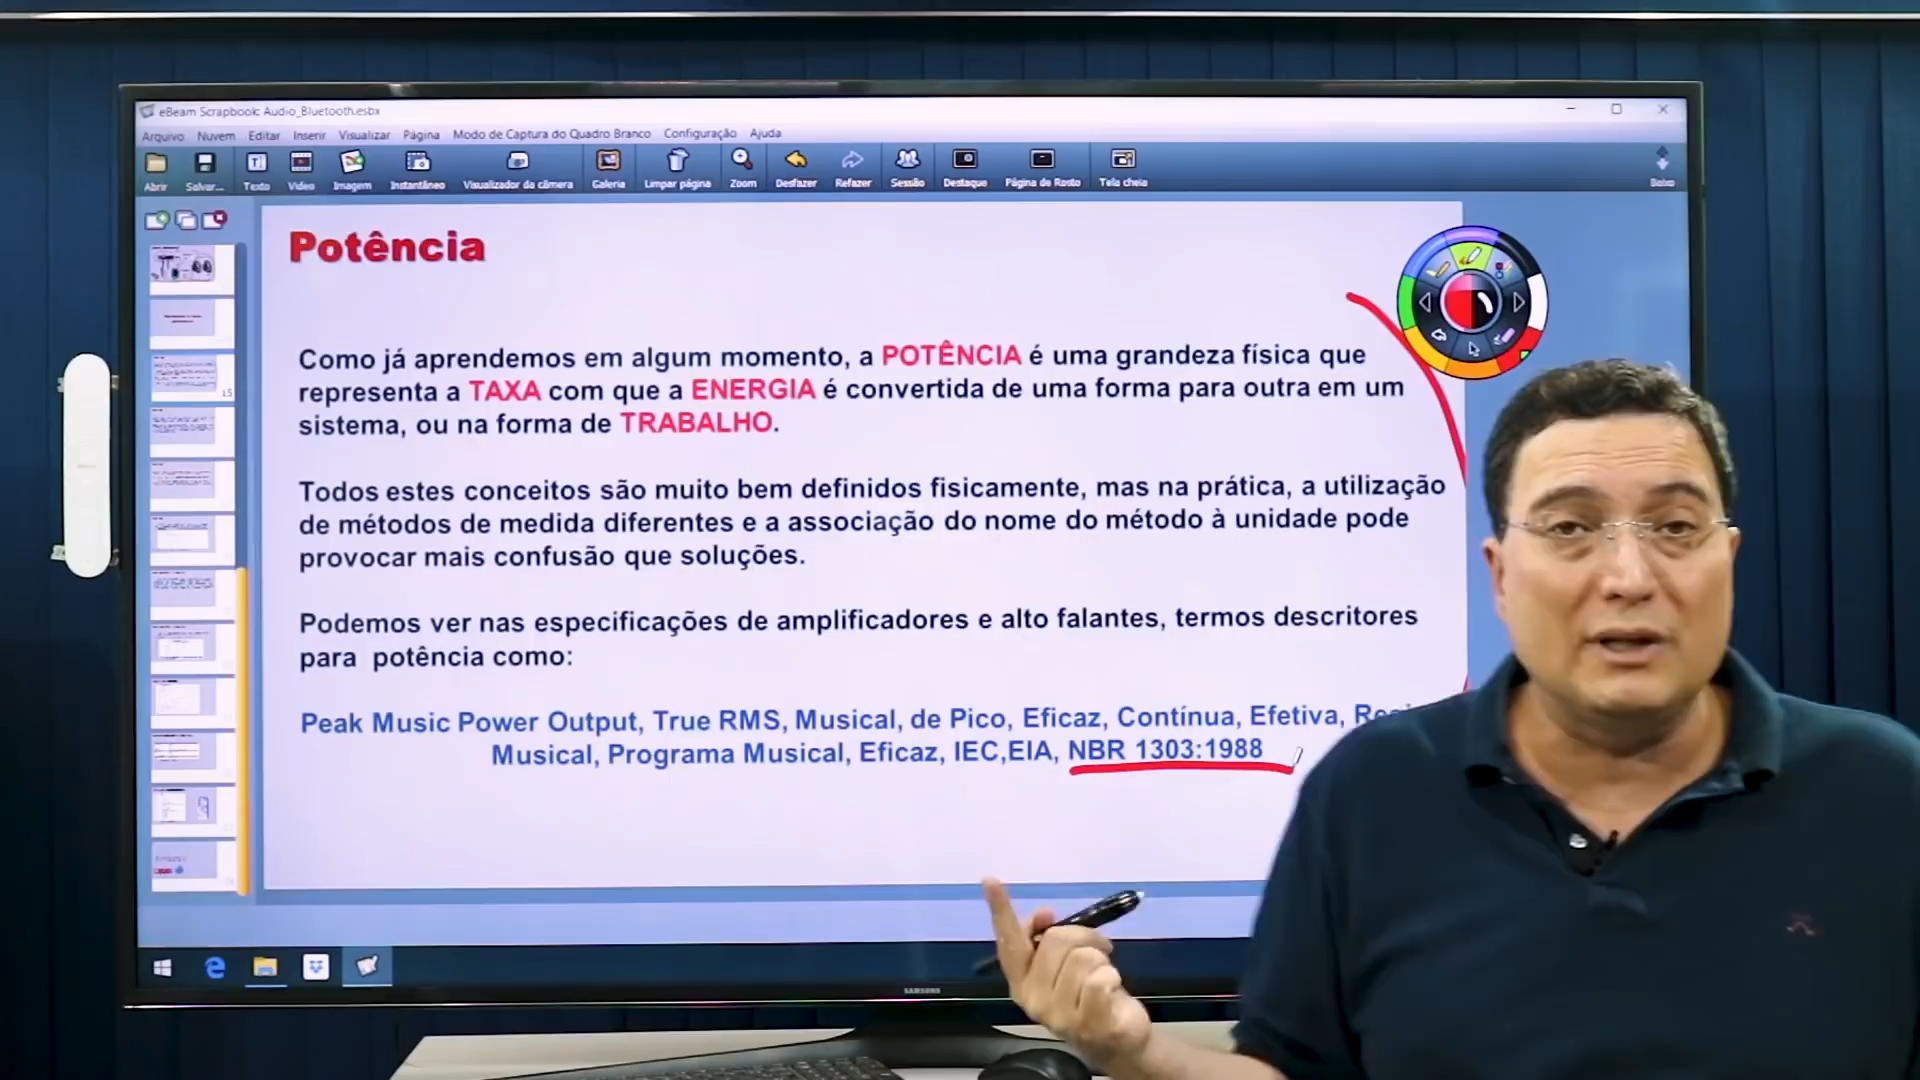 eBeam Scrapbook: Audio_Bluetooth.esbx
Arquivo Nuvem Editar Inserir Visualizar Página Modo de Captura do Quadro Branco Configuração Ajuda
Abrir Salvar... Texto Vídeo Imagem Instantâneo Visualizador da câmera Galeria Limpar página Zoom Desfazer Refazer Sessão Destaque Página de Rosto Tela cheia Baixo
Potência
Como já aprendemos em algum momento, a POTÊNCIA é uma grandeza física que
representa a TAXA com que a ENERGIA é convertida de uma forma para outra em um
sistema, ou na forma de TRABALHO.
Todos estes conceitos são muito bem definidos fisicamente, mas na prática, a utilização
de métodos de medida diferentes e a associação do nome do método à unidade pode
provocar mais confusão que soluções.
Podemos ver nas especificações de amplificadores e alto falantes, termos descritores
para potência como:
Peak Music Power Output, True RMS, Musical, de Pico, Eficaz, Contínua, Efetiva,
Musical, Programa Musical, Eficaz, IEC,EIA, NBR 1303:1988
15
SAMSUNG